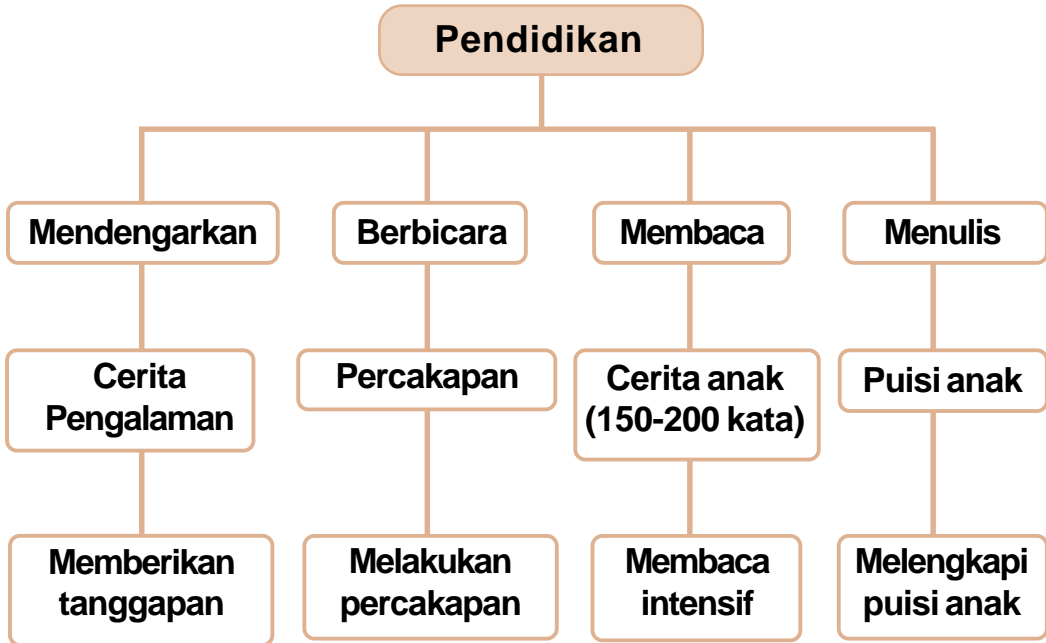 Pendidikan
Mendengarkan
Berbicara
Membaca
Menulis
Cerita
Pengalaman
Percakapan
Cerita anak
(150-200 kata)
Puisi anak
Memberikan
tanggapan
Melakukan
percakapan
Membaca
intensif
Melengkapi
puisi anak